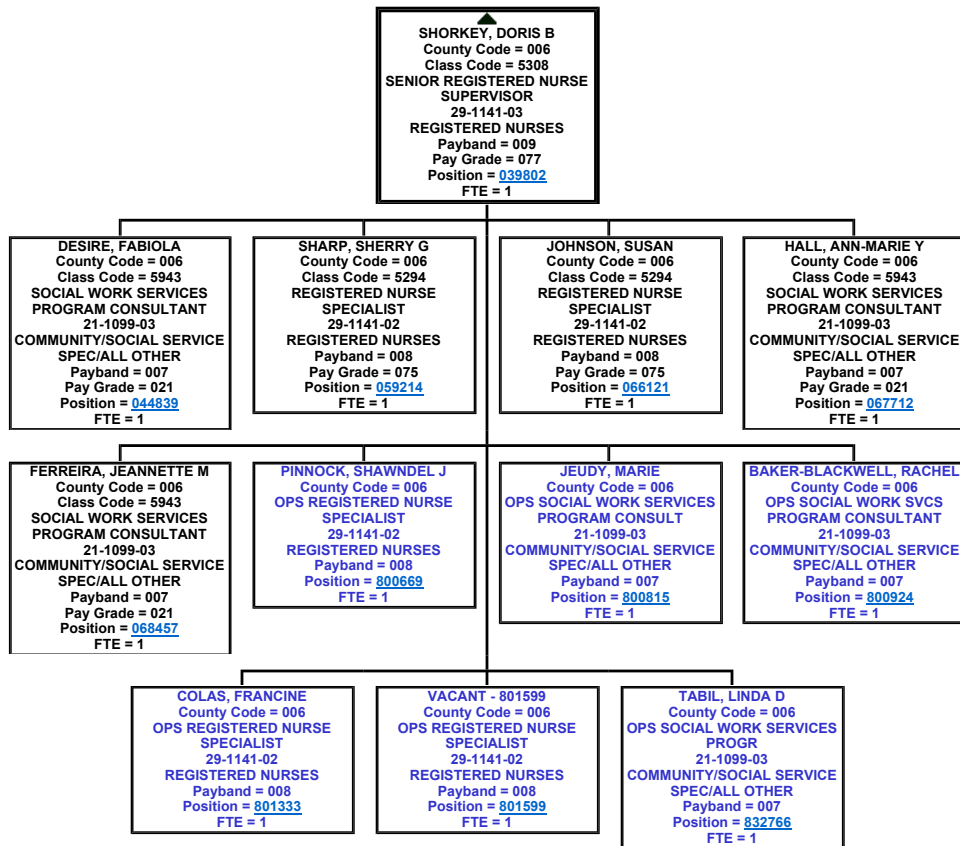 SHORKEY, DORIS B
County Code = 006
Class Code = 5308
SENIOR REGISTERED NURSE
SUPERVISOR
29-1141-03
REGISTERED NURSES
Payband = 009
Pay Grade = 077
Position = 039802
FTE = 1
DESIRE, FABIOLA
County Code = 006
Class Code = 5943
SOCIAL WORK SERVICES
PROGRAM CONSULTANT
21-1099-03
COMMUNITY/SOCIAL SERVICE
SPEC/ALL OTHER
Payband = 007
Pay Grade = 021
Position = 044839
FTE = 1
SHARP, SHERRY G
County Code = 006
Class Code = 5294
REGISTERED NURSE
SPECIALIST
29-1141-02
REGISTERED NURSES
Payband = 008
Pay Grade = 075
Position = 059214
FTE = 1
JOHNSON, SUSAN
County Code = 006
Class Code = 5294
REGISTERED NURSE
SPECIALIST
29-1141-02
REGISTERED NURSES
Payband = 008
Pay Grade = 075
Position = 066121
FTE = 1
HALL, ANN-MARIE Y
County Code = 006
Class Code = 5943
SOCIAL WORK SERVICES
PROGRAM CONSULTANT
21-1099-03
COMMUNITY/SOCIAL SERVICE
SPEC/ALL OTHER
Payband = 007
Pay Grade = 021
Position = 067712
FTE = 1
FERREIRA, JEANNETTE M
County Code = 006
Class Code = 5943
SOCIAL WORK SERVICES
PROGRAM CONSULTANT
21-1099-03
COMMUNITY/SOCIAL SERVICE
SPEC/ALL OTHER
Payband = 007
Pay Grade = 021
Position = 068457
FTE = 1
PINNOCK, SHAWNDEL J
County Code = 006
OPS REGISTERED NURSE
SPECIALIST
29-1141-02
REGISTERED NURSES
Payband = 008
Position = 800669
FTE = 1
JEUDY, MARIE
County Code = 006
OPS SOCIAL WORK SERVICES
PROGRAM CONSULT
21-1099-03
COMMUNITY/SOCIAL SERVICE
SPEC/ALL OTHER
Payband = 007
Position = 800815
FTE = 1
BAKER-BLACKWELL, RACHEL
County Code = 006
OPS SOCIAL WORK SVCS
PROGRAM CONSULTANT
21-1099-03
COMMUNITY/SOCIAL SERVICE
SPEC/ALL OTHER
Payband = 007
Position = 800924
FTE = 1
COLAS, FRANCINE
County Code = 006
OPS REGISTERED NURSE
SPECIALIST
29-1141-02
REGISTERED NURSES
Payband = 008
Position = 801333
FTE = 1
VACANT - 801599
County Code = 006
OPS REGISTERED NURSE
SPECIALIST
29-1141-02
REGISTERED NURSES
Payband = 008
Position = 801599
FTE = 1
TABIL, LINDA D
County Code = 006
OPS SOCIAL WORK SERVICES
PROGR
21-1099-03
COMMUNITY/SOCIAL SERVICE
SPEC/ALL OTHER
Payband = 007
Position = 832766
FTE = 1